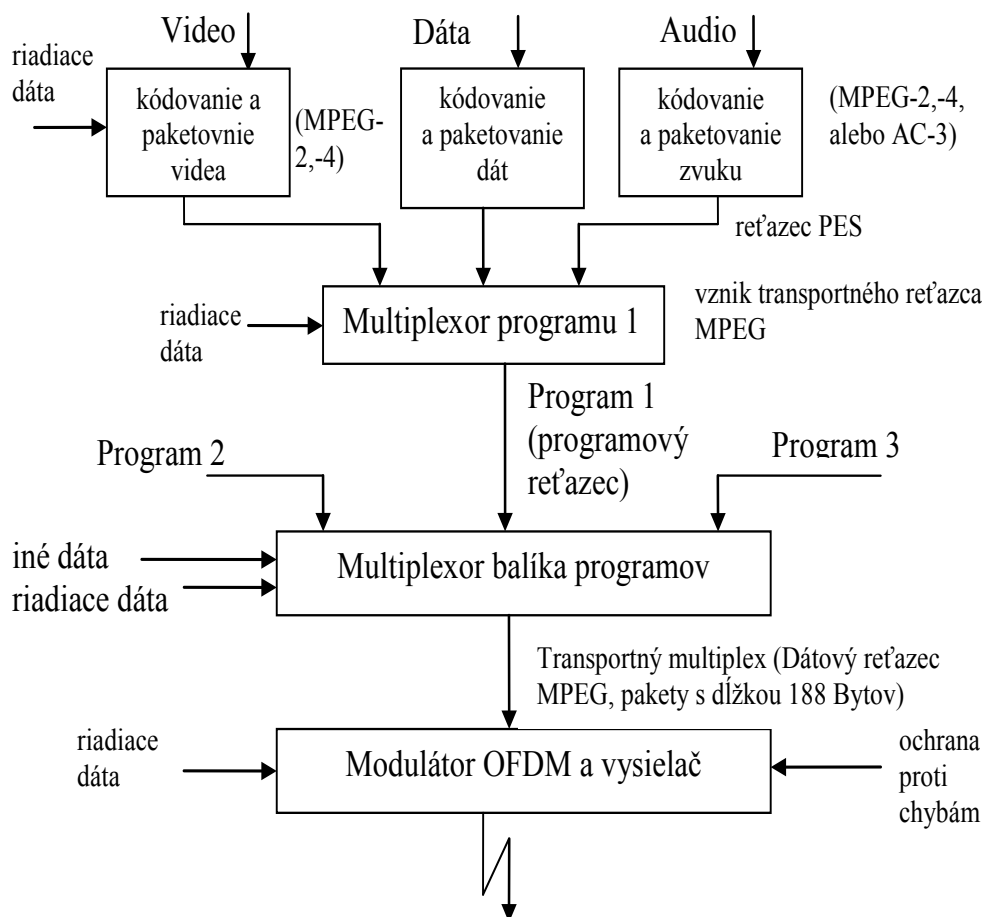 Video
Dáta
Audio
riadiace
dáta
kódovanie a
paketovnie
videa
(MPEG-
2,-4)
kódovanie
a paketovanie
dát
kódovanie
a paketovanie
zvuku
(MPEG-2,-4,
alebo AC-3)
reťazec PES
riadiace
dáta
Multiplexor programu 1
vznik transportného reťazca
MPEG
Program 1
(programový
reťazec)
Program 2
Program 3
iné dáta
riadiace dáta
Multiplexor balíka programov
Transportný multiplex (Dátový reťazec
MPEG, pakety s dĺžkou 188 Bytov)
riadiace
dáta
Modulátor OFDM a vysielač
ochrana
proti
chybám